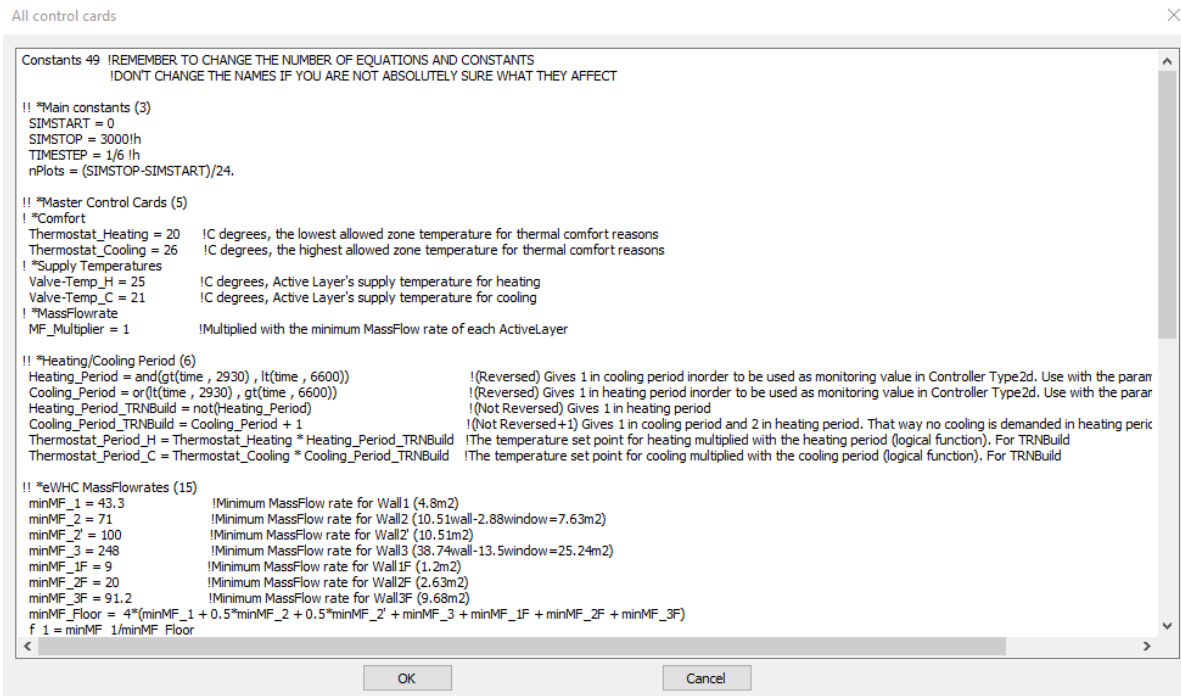 All control cards
Constants 49 !REMEMBER TO CHANGE THE NUMBER OF EQUATIONS AND CONSTANTS
!DON'T CHANGE THE NAMES IF YOU ARE NOT ABSOLUTELY SURE WHAT THEY AFFECT
!! *Main constants (3)
SIMSTART = 0
SIMSTOP = 3000!h
TIMESTEP = 1/6 !h
nPlots = (SIMSTOP-SIMSTART)/24.
!! *Master Control Cards (5)
! *Comfort
Thermostat_Heating = 20 !C degrees, the lowest allowed zone temperature for thermal comfort reasons
Thermostat_Cooling = 26 !C degrees, the highest allowed zone temperature for thermal comfort reasons
! *Supply Temperatures
Valve-Temp_H = 25 !C degrees, Active Layer's supply temperature for heating
Valve-Temp_C = 21 !C degrees, Active Layer's supply temperature for cooling
! *MassFlowrate
MF_Multiplier = 1 !Multiplied with the minimum MassFlow rate of each ActiveLayer
!! *Heating/Cooling Period (6)
Heating_Period = and(gt(time , 2930) , lt(time , 6600)) !(Reversed) Gives 1 in cooling period inorder to be used as monitoring value in Controller Type2d. Use with the param
Cooling_Period = or(lt(time , 2930) , gt(time , 6600)) !(Reversed) Gives 1 in heating period inorder to be used as monitoring value in Controller Type2d. Use with the param
Heating_Period_TRNBuild = not(Heating_Period) !(Not Reversed) Gives 1 in heating period
Cooling_Period_TRNBuild = Cooling_Period + 1 !(Not Reversed+1) Gives 1 in cooling period and 2 in heating period. That way no cooling is demanded in heating peric
Thermostat_Period_H = Thermostat_Heating * Heating_Period_TRNBuild !The temperature set point for heating multiplied with the heating period (logical function). For TRNBuild
Thermostat_Period_C = Thermostat_Cooling * Cooling_Period_TRNBuild !The temperature set point for cooling multiplied with the cooling period (logical function). For TRNBuild
!! *eWHC MassFlowrates (15)
minMF_1 = 43.3 !Minimum MassFlow rate for Wall1 (4.8m2)
minMF_2 = 71 !Minimum MassFlow rate for Wall2 (10.51wall-2.88window=7.63m2)
minMF_2' = 100 !Minimum MassFlow rate for Wall2' (10.51m2)
minMF_3 = 248 !Minimum MassFlow rate for Wall3 (38.74wall-13.5window=25.24m2)
minMF_1F = 9 !Minimum MassFlow rate for Wall1F (1.2m2)
minMF_2F = 20 !Minimum MassFlow rate for Wall2F (2.63m2)
minMF_3F = 91.2 !Minimum MassFlow rate for Wall3F (9.68m2)
minMF_Floor = 4*(minMF_1 + 0.5*minMF_2 + 0.5*minMF_2' + minMF_3 + minMF_1F + minMF_2F + minMF_3F)
f_1 = minMF_1/minMF_Floor
OK
Cancel